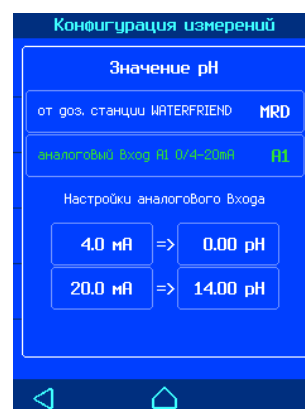 Конфигурация измерений
Значение pH
от доз. станции WATERFRIEND MRD
аналоговый вход A1 0/4-20mA A1
Настройки аналогового входа
4.0 мА => 0.00 pH
20.0 мА => 14.00 pH